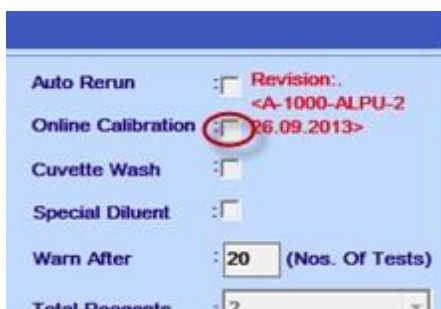 Auto Rerun : Revision:.
<A-1000-ALPU-2
Online Calibration : 26.09.2013>
Cuvette Wash :
Special Diluent :
Warn After : 20 (Nos. Of Tests)
Total Reagents : 2